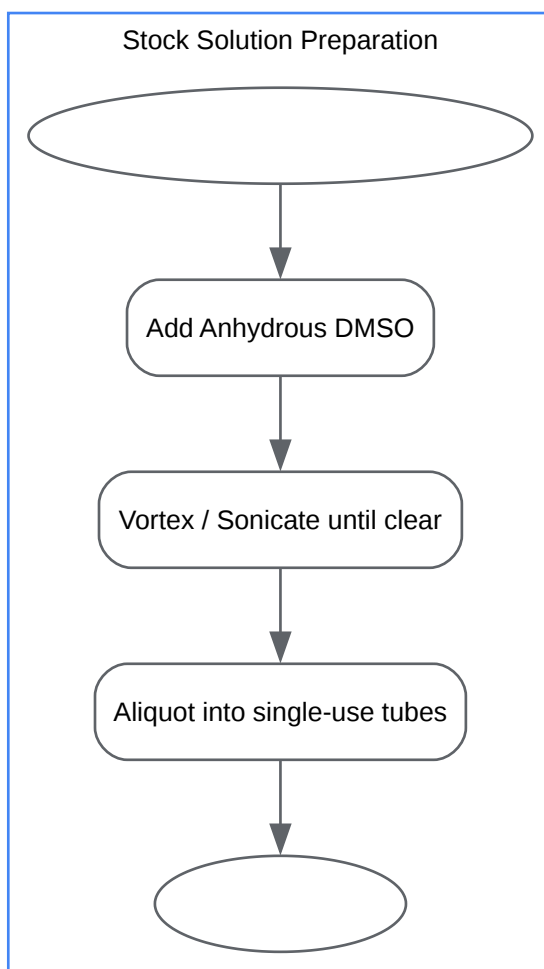 Stock Solution Preparation
Add Anhydrous DMSO
Vortex / Sonicate until clear
Aliquot into single-use tubes